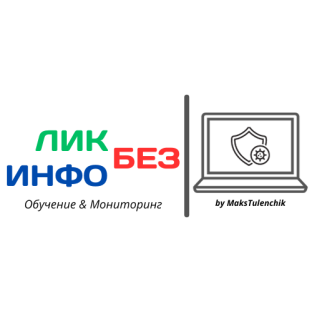 ЛИК
БЕЗ
ИНФО
Обучение & Мониторинг
by MaksTulenchik